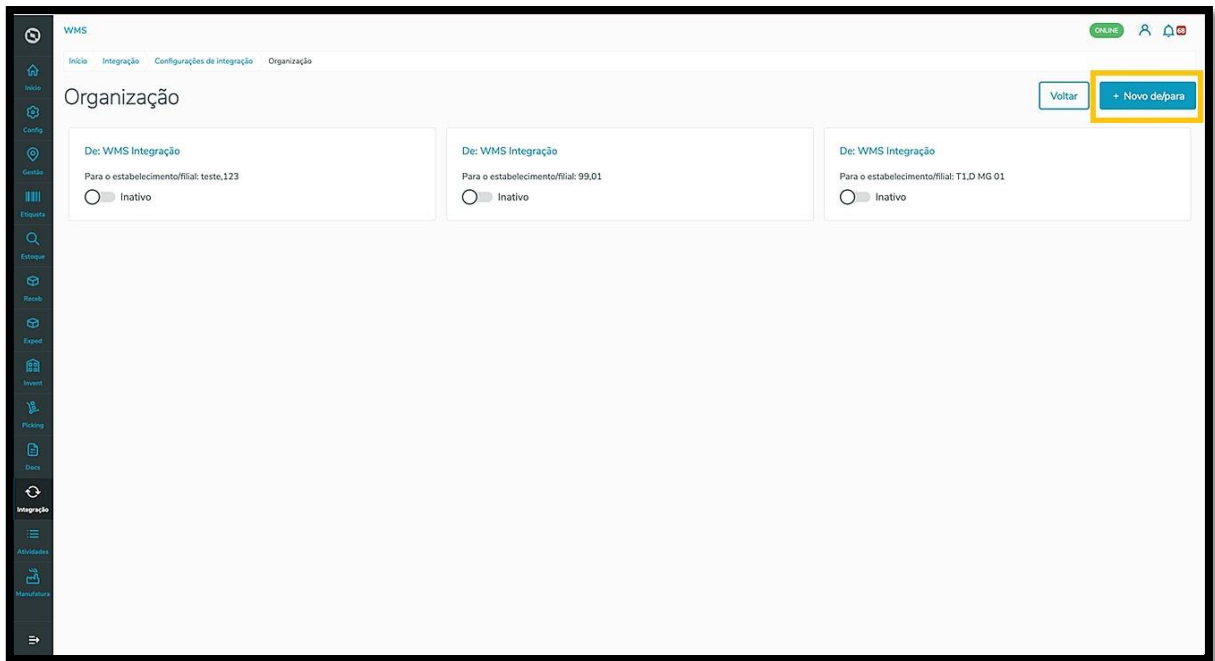 WMS
ONLINE
68
Início Integração Configurações de integração Organização
Organização
Voltar
+ Novo de/para
De: WMS Integração
Para o estabelecimento/filial: teste,123
Inativo
De: WMS Integração
Para o estabelecimento/filial: 99,01
Inativo
De: WMS Integração
Para o estabelecimento/filial: T1,D MG 01
Inativo
Início
Config
Gestão
Etiqueta
Estoque
Receb
Exped
Invent
Picking
Docs
Integração
Atividades
Manufatura